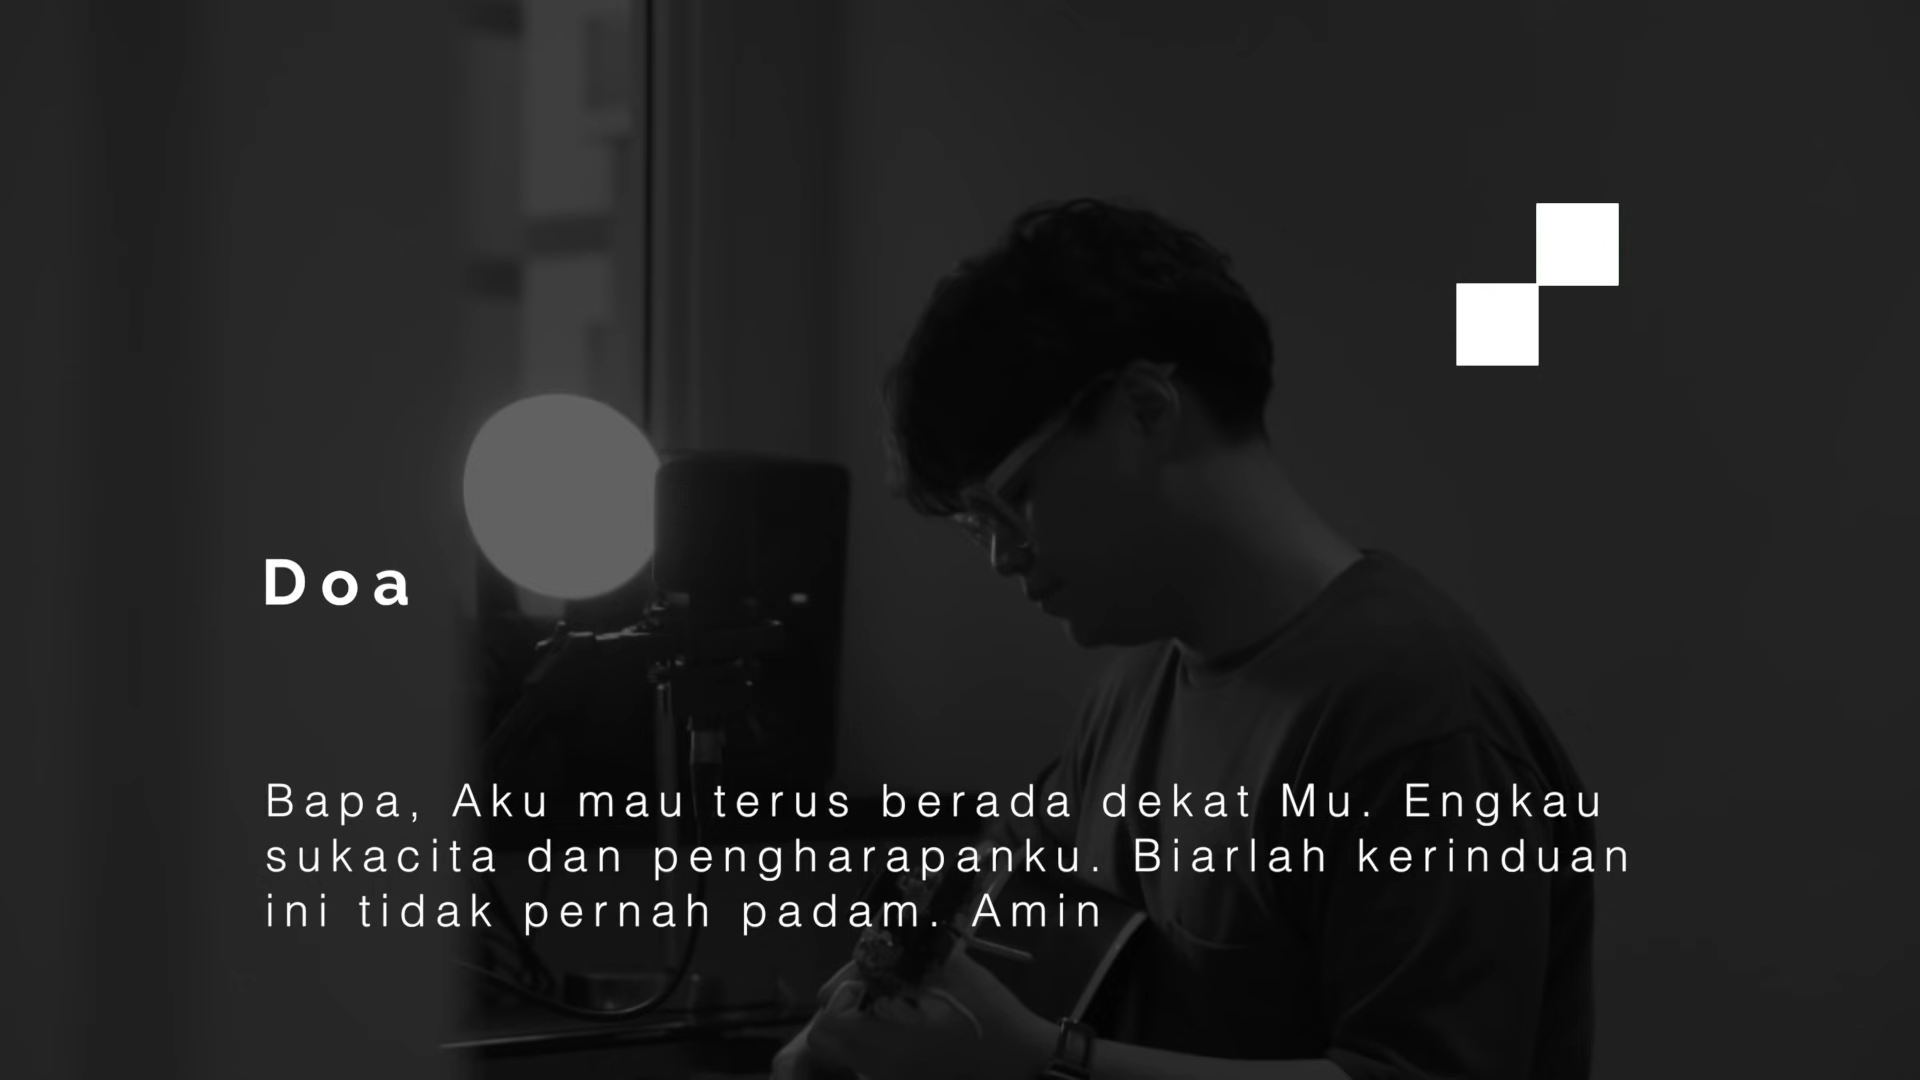 Doa
Bapa, Aku mau terus berada dekat Mu. Engkau
sukacita dan pengharapanku. Biarlah kerinduan
ini tidak pernah padam. Amin